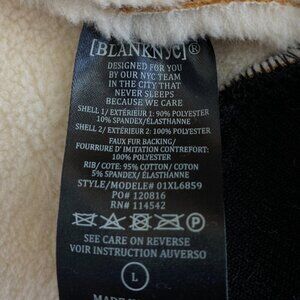 [BLANKNYC]®
DESIGNED FOR YOU
BY OUR NYC TEAM
IN THE CITY THAT
NEVER SLEEPS
BECAUSE WE CARE
SHELL 1/ EXTÉRIEUR 1: 90% POLYESTER
10% SPANDEX/ÉLASTHANNE
SHELL 2/ EXTÉRIEUR 2: 100% POLYESTER
FAUX FUR BACKING/
FOURRURE D' IMITATION CONTREFORT:
100% POLYESTER
RIB/CÔTE: 95% COTTON/ COTON
5% SPANDEX/ ÉLASTHANNE
STYLE/MODELE# 01XL6859
PO# 120816
RN# 114542
SEE CARE ON REVERSE
VOIR INSTRUCTION AUVERSO
L
MADE